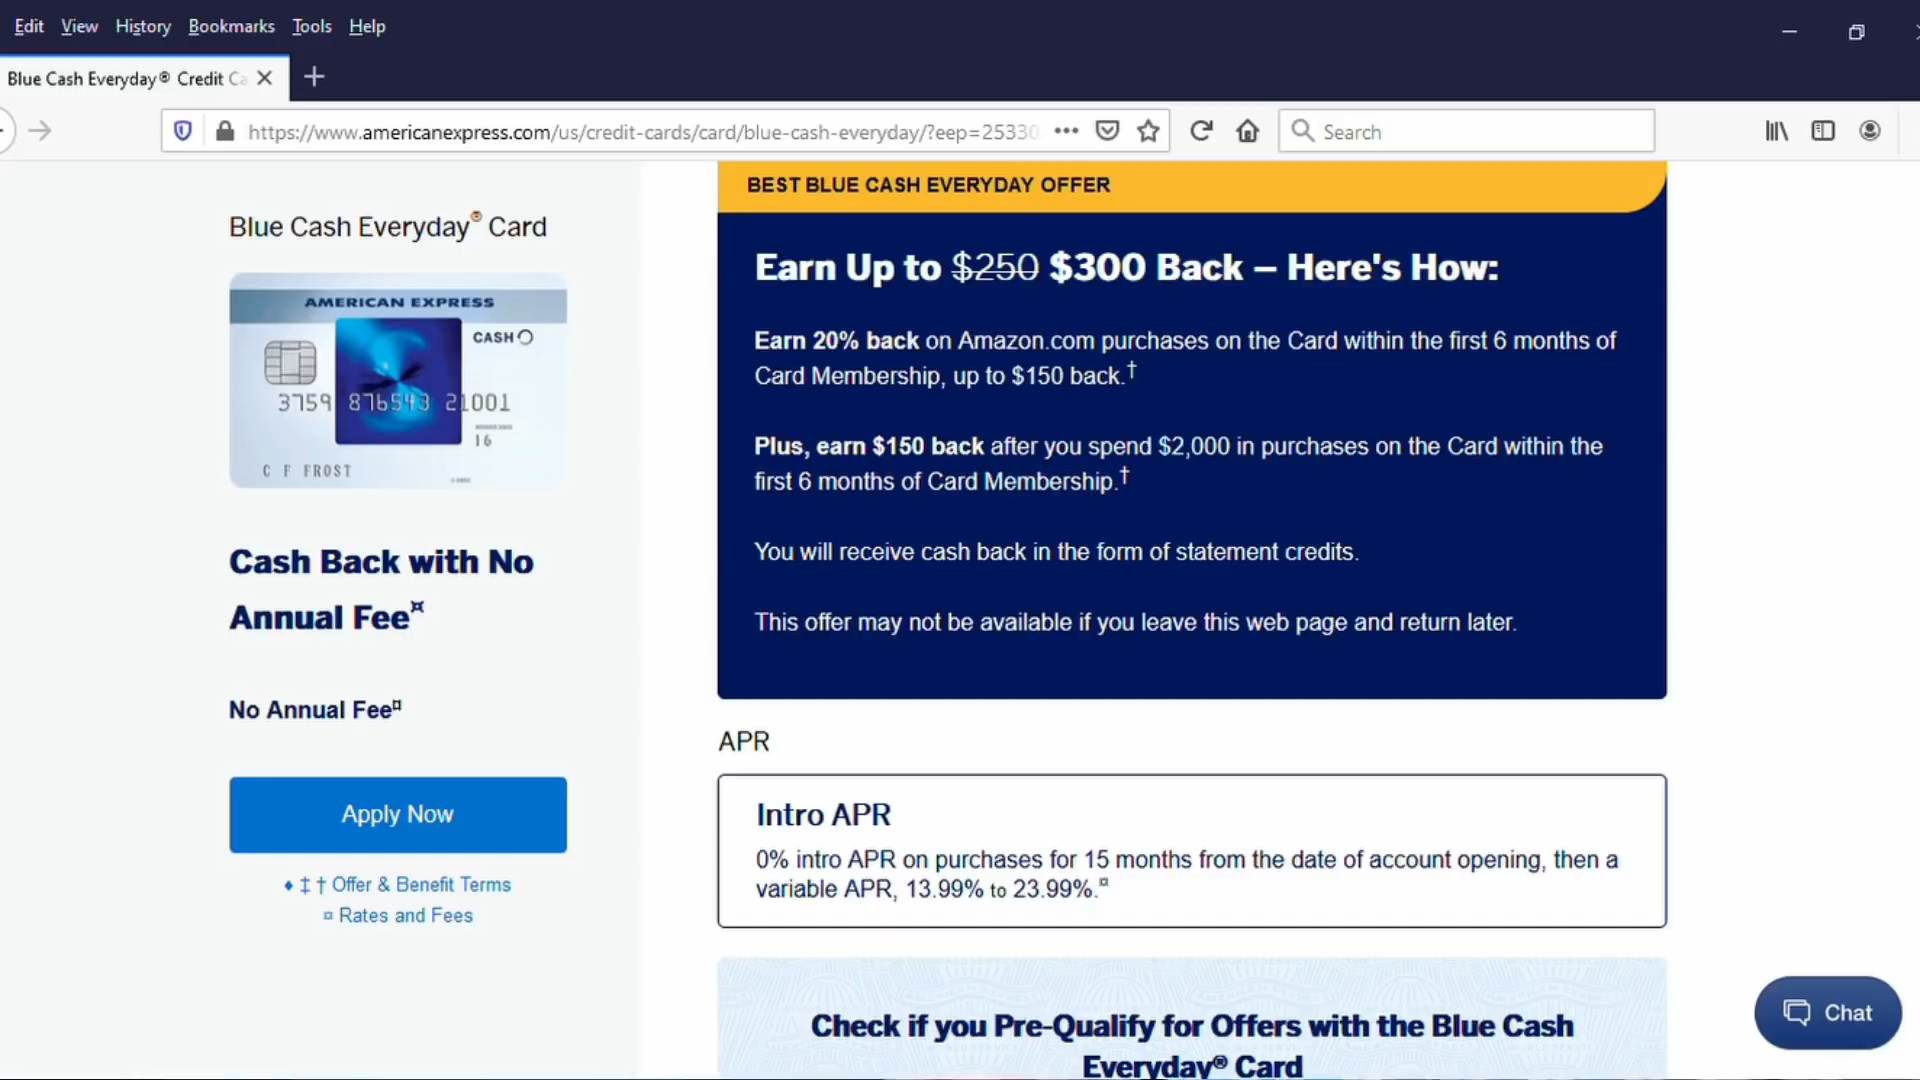 Edit View History Bookmarks Tools Help
Blue Cash Everyday® Credit Ca
https://www.americanexpress.com/us/credit-cards/card/blue-cash-everyday/?eep=25330
Search
Blue Cash Everyday® Card
AMERICAN EXPRESS
CASH
3759 876543 21001
16
C F FROST
Cash Back with No
Annual Fee¤
No Annual Fee¤
Apply Now
♦ ‡ † Offer & Benefit Terms
¤ Rates and Fees
BEST BLUE CASH EVERYDAY OFFER
Earn Up to $250 $300 Back – Here's How:
Earn 20% back on Amazon.com purchases on the Card within the first 6 months of
Card Membership, up to $150 back.†
Plus, earn $150 back after you spend $2,000 in purchases on the Card within the
first 6 months of Card Membership.†
You will receive cash back in the form of statement credits.
This offer may not be available if you leave this web page and return later.
APR
Intro APR
0% intro APR on purchases for 15 months from the date of account opening, then a
variable APR, 13.99% to 23.99%.¤
Check if you Pre-Qualify for Offers with the Blue Cash
Everyday® Card
Chat